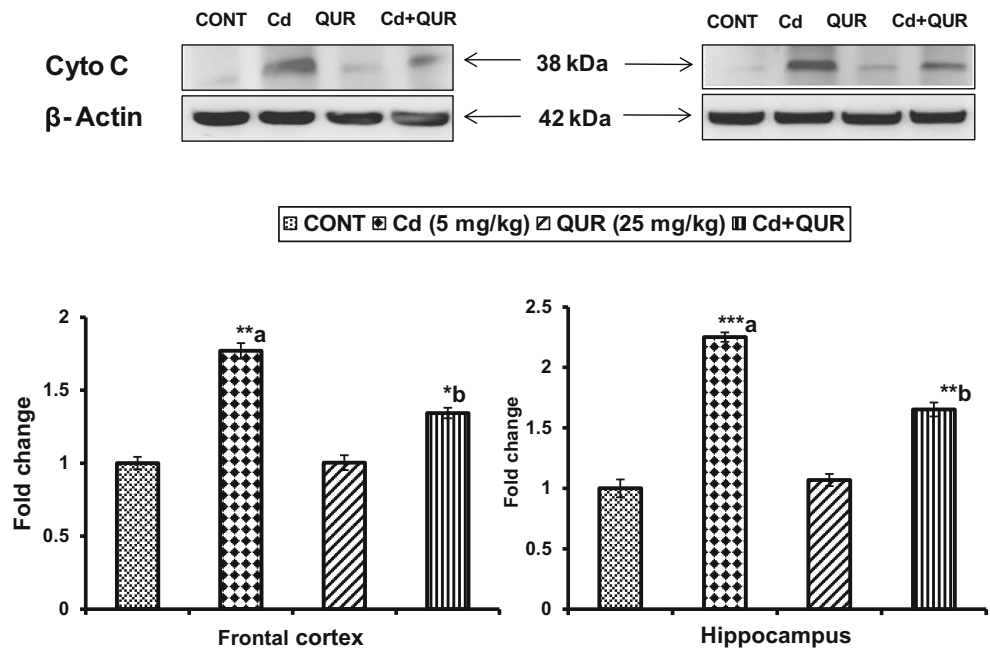 CONT Cd QUR Cd+QUR CONT Cd QUR Cd+QUR
Cyto C 38 kDa
β- Actin 42 kDa
CONT Cd (5 mg/kg) QUR (25 mg/kg) Cd+QUR
Fold change
2
1.5
1
0.5
0
**a
*b
Frontal cortex
Fold change
2.5
2
1.5
1
0.5
0
***a
**b
Hippocampus